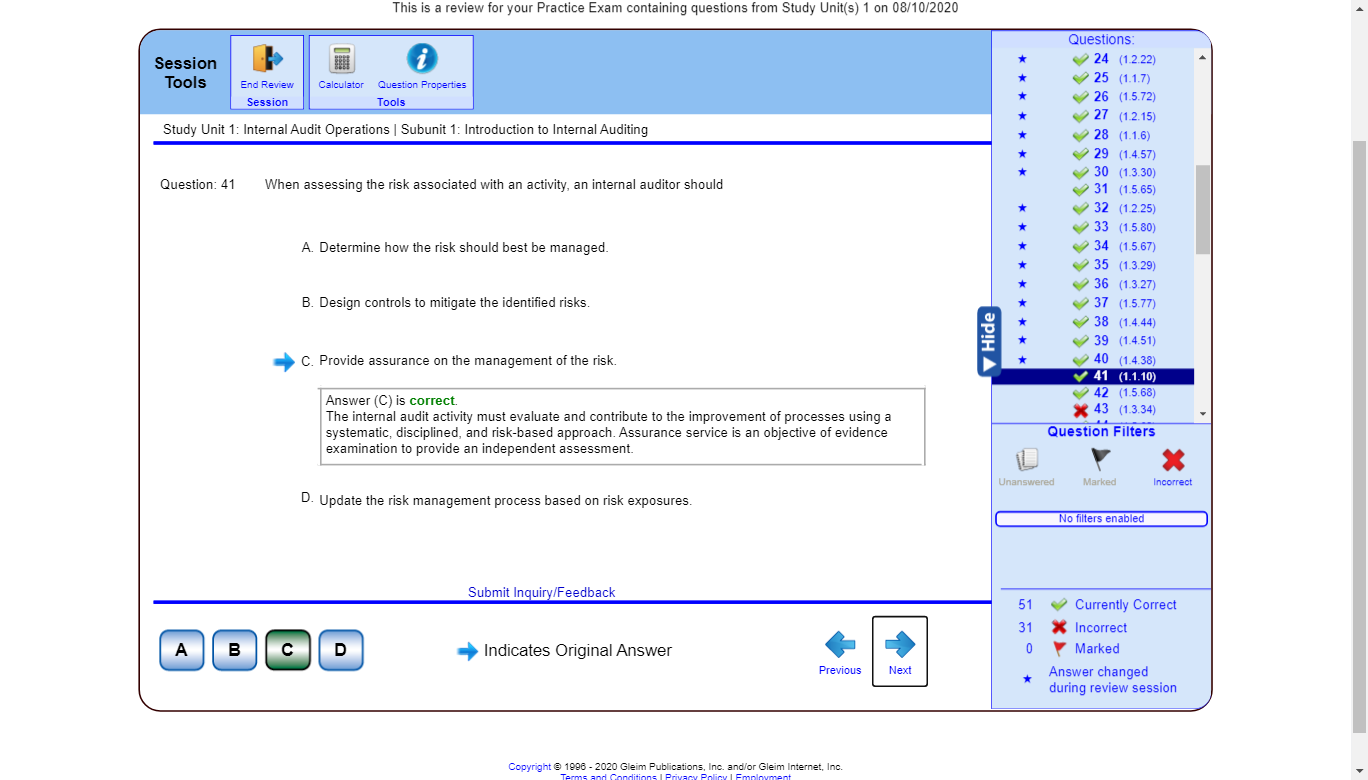 This is a review for your Practice Exam containing questions from Study Unit(s) 1 on 08/10/2020
Session
Tools
End Review
Session
Calculator
Question Properties
Tools
Study Unit 1: Internal Audit Operations | Subunit 1: Introduction to Internal Auditing
Question: 41 When assessing the risk associated with an activity, an internal auditor should
A. Determine how the risk should best be managed.
B. Design controls to mitigate the identified risks.
C. Provide assurance on the management of the risk.
Answer (C) is correct.
The internal audit activity must evaluate and contribute to the improvement of processes using a
systematic, disciplined, and risk-based approach. Assurance service is an objective of evidence
examination to provide an independent assessment.
D. Update the risk management process based on risk exposures.
Submit Inquiry/Feedback
A B C D
Indicates Original Answer
Previous
Next
Hide
Questions:
24 (1.2.22)
25 (1.1.7)
26 (1.5.72)
27 (1.2.15)
28 (1.1.6)
29 (1.4.57)
30 (1.3.30)
31 (1.5.65)
32 (1.2.25)
33 (1.5.80)
34 (1.5.67)
35 (1.3.29)
36 (1.3.27)
37 (1.5.77)
38 (1.4.44)
39 (1.4.51)
40 (1.4.38)
41 (1.1.10)
42 (1.5.68)
43 (1.3.34)
Question Filters
Unanswered
Marked
Incorrect
No filters enabled
51 Currently Correct
31 Incorrect
0 Marked
Answer changed
during review session
Copyright © 1996 - 2020 Gleim Publications, Inc. and/or Gleim Internet, Inc.
Terms and Conditions | Privacy Policy | Employment